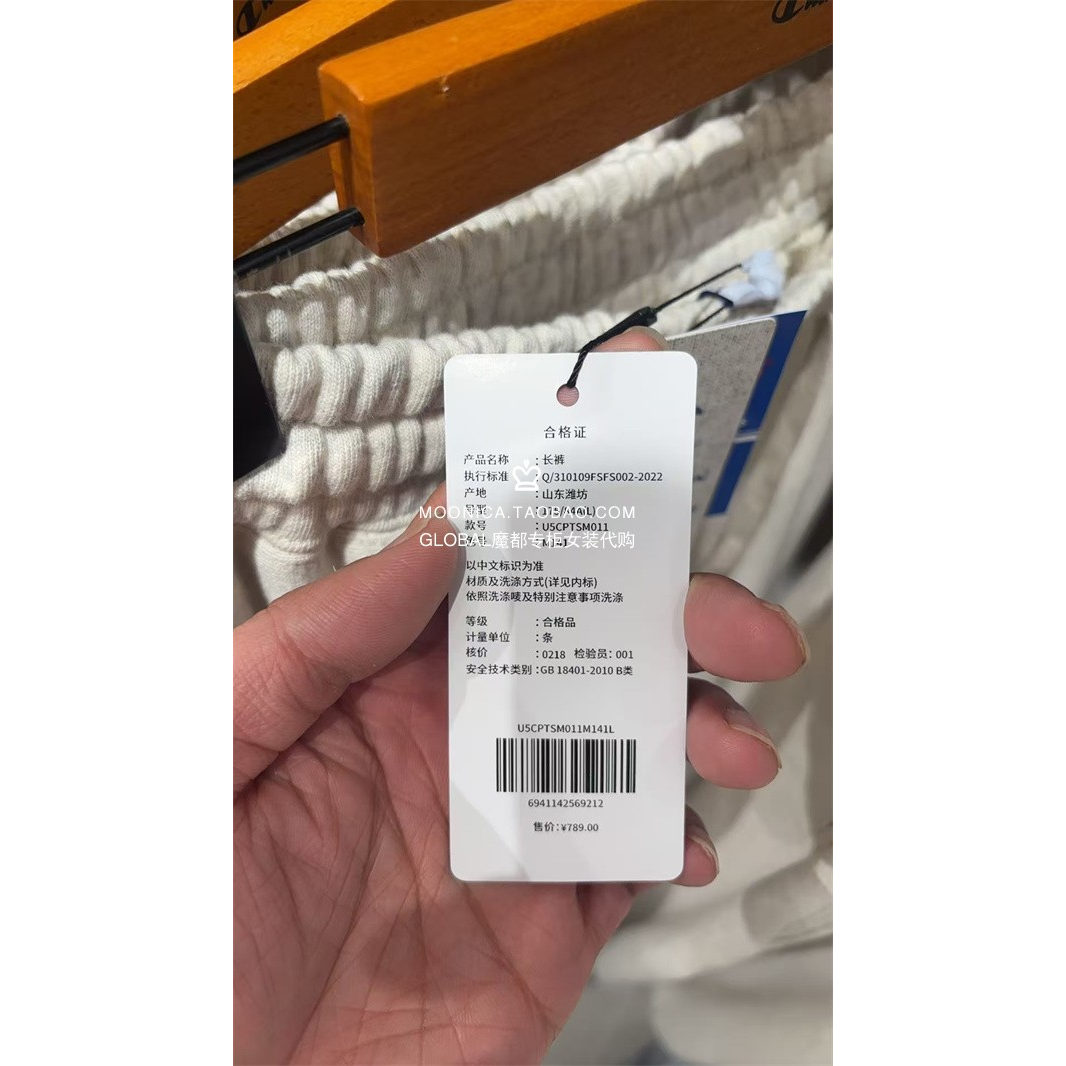 合格证
产品名称 : 长裤
执行标准 : Q/310109FSFS002-2022
产地 : 山东潍坊
MOONICA.TAOBAO.COM
款号 : U5CPTSM011
GLOBAL魔都专柜女装代购
以中文标识为准
材质及洗涤方式(详见内标)
依照洗涤唛及特别注意事项洗涤
等级 : 合格品
计量单位 : 条
核价 : 0218 检验员: 001
安全技术类别 : GB 18401-2010 B类
U5CPTSM011M141L
6941142569212
售价: ¥789.00